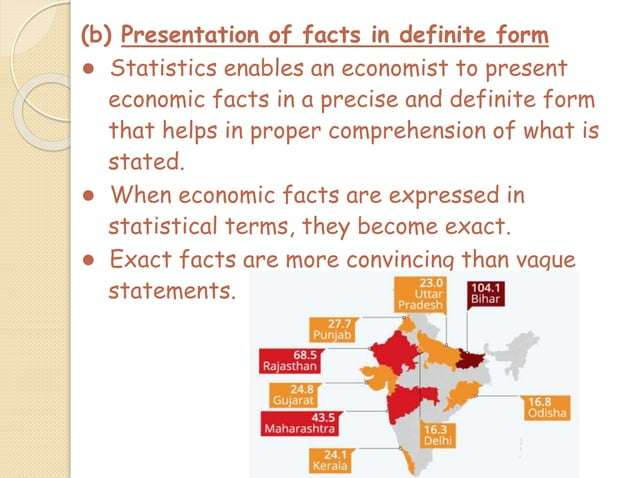 (b) Presentation of facts in definite form
● Statistics enables an economist to present
economic facts in a precise and definite form
that helps in proper comprehension of what is
stated.
● When economic facts are expressed in
statistical terms, they become exact.
● Exact facts are more convincing than vague
statements.
23.0
Uttar
Pradesh
104.1
Bihar
27.7
Punjab
68.5
Rajasthan
24.8
Gujarat
43.5
Maharashtra
16.8
Odisha
16.3
Delhi
24.1
Kerala